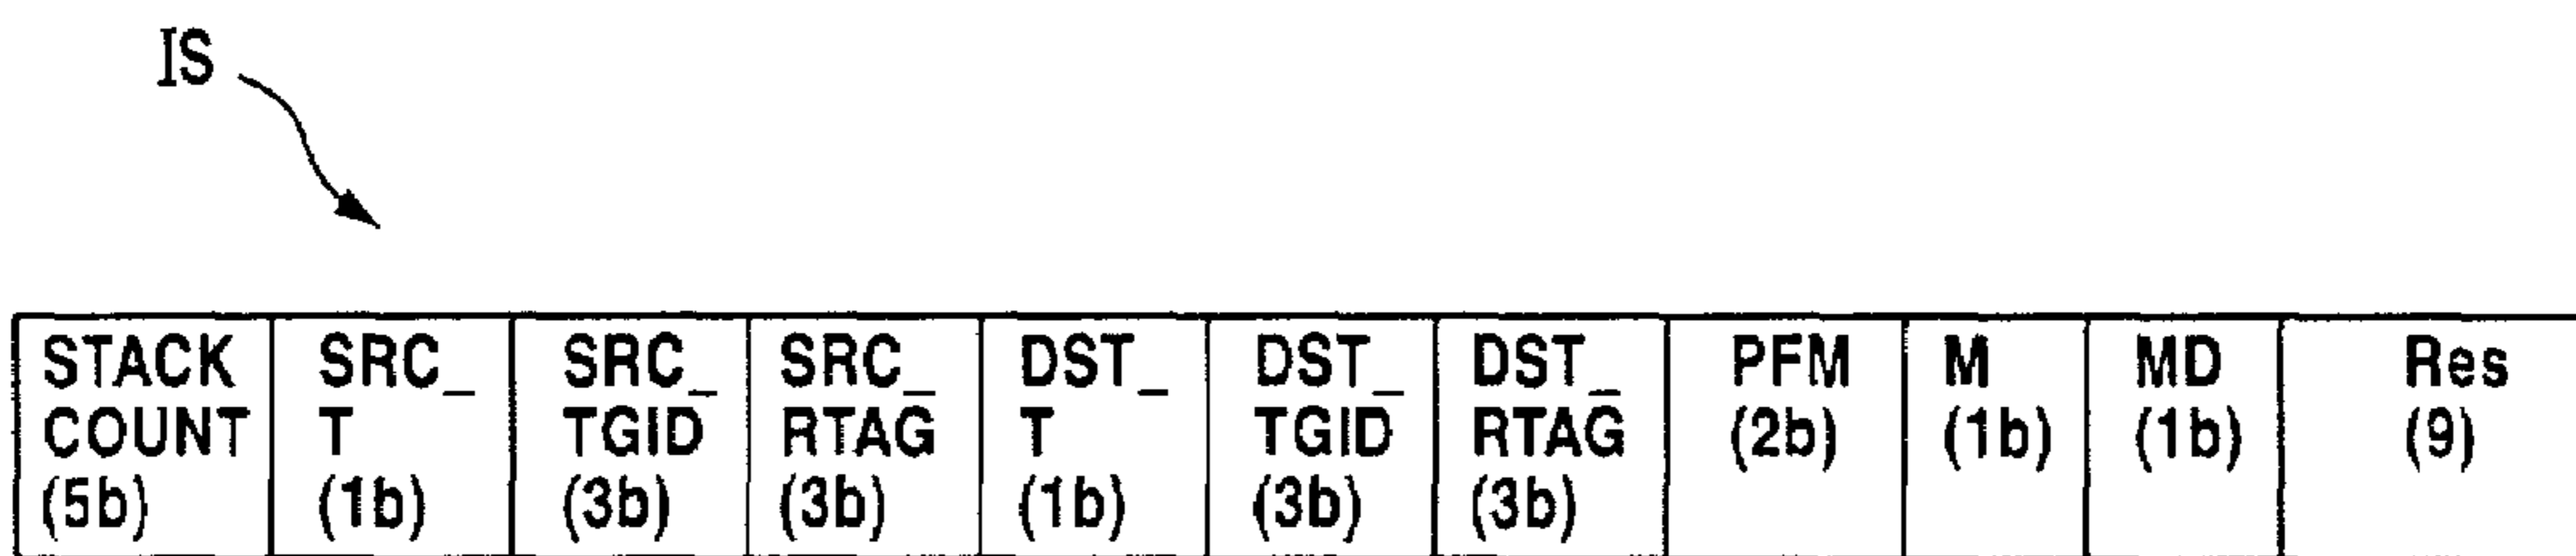 IS
STACK COUNT (5b)
SRC_ T (1b)
SRC_ TGID (3b)
SRC_ RTAG (3b)
DST_ T (1b)
DST_ TGID (3b)
DST_ RTAG (3b)
PFM (2b)
M (1b)
MD (1b)
Res (9)